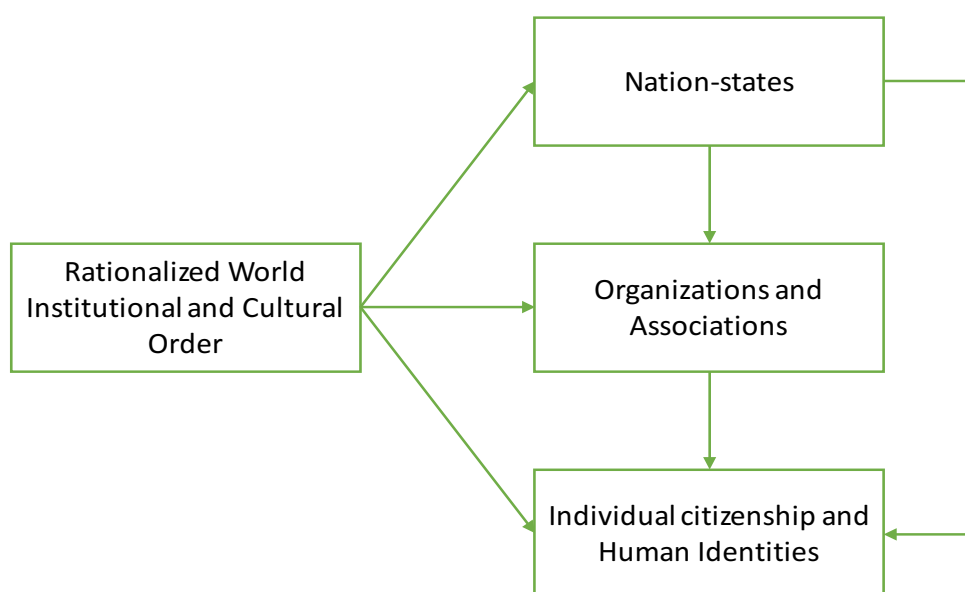 Nation-states
Rationalized World
Institutional and Cultural
Order
Organizations and
Associations
Individual citizenship and
Human Identities